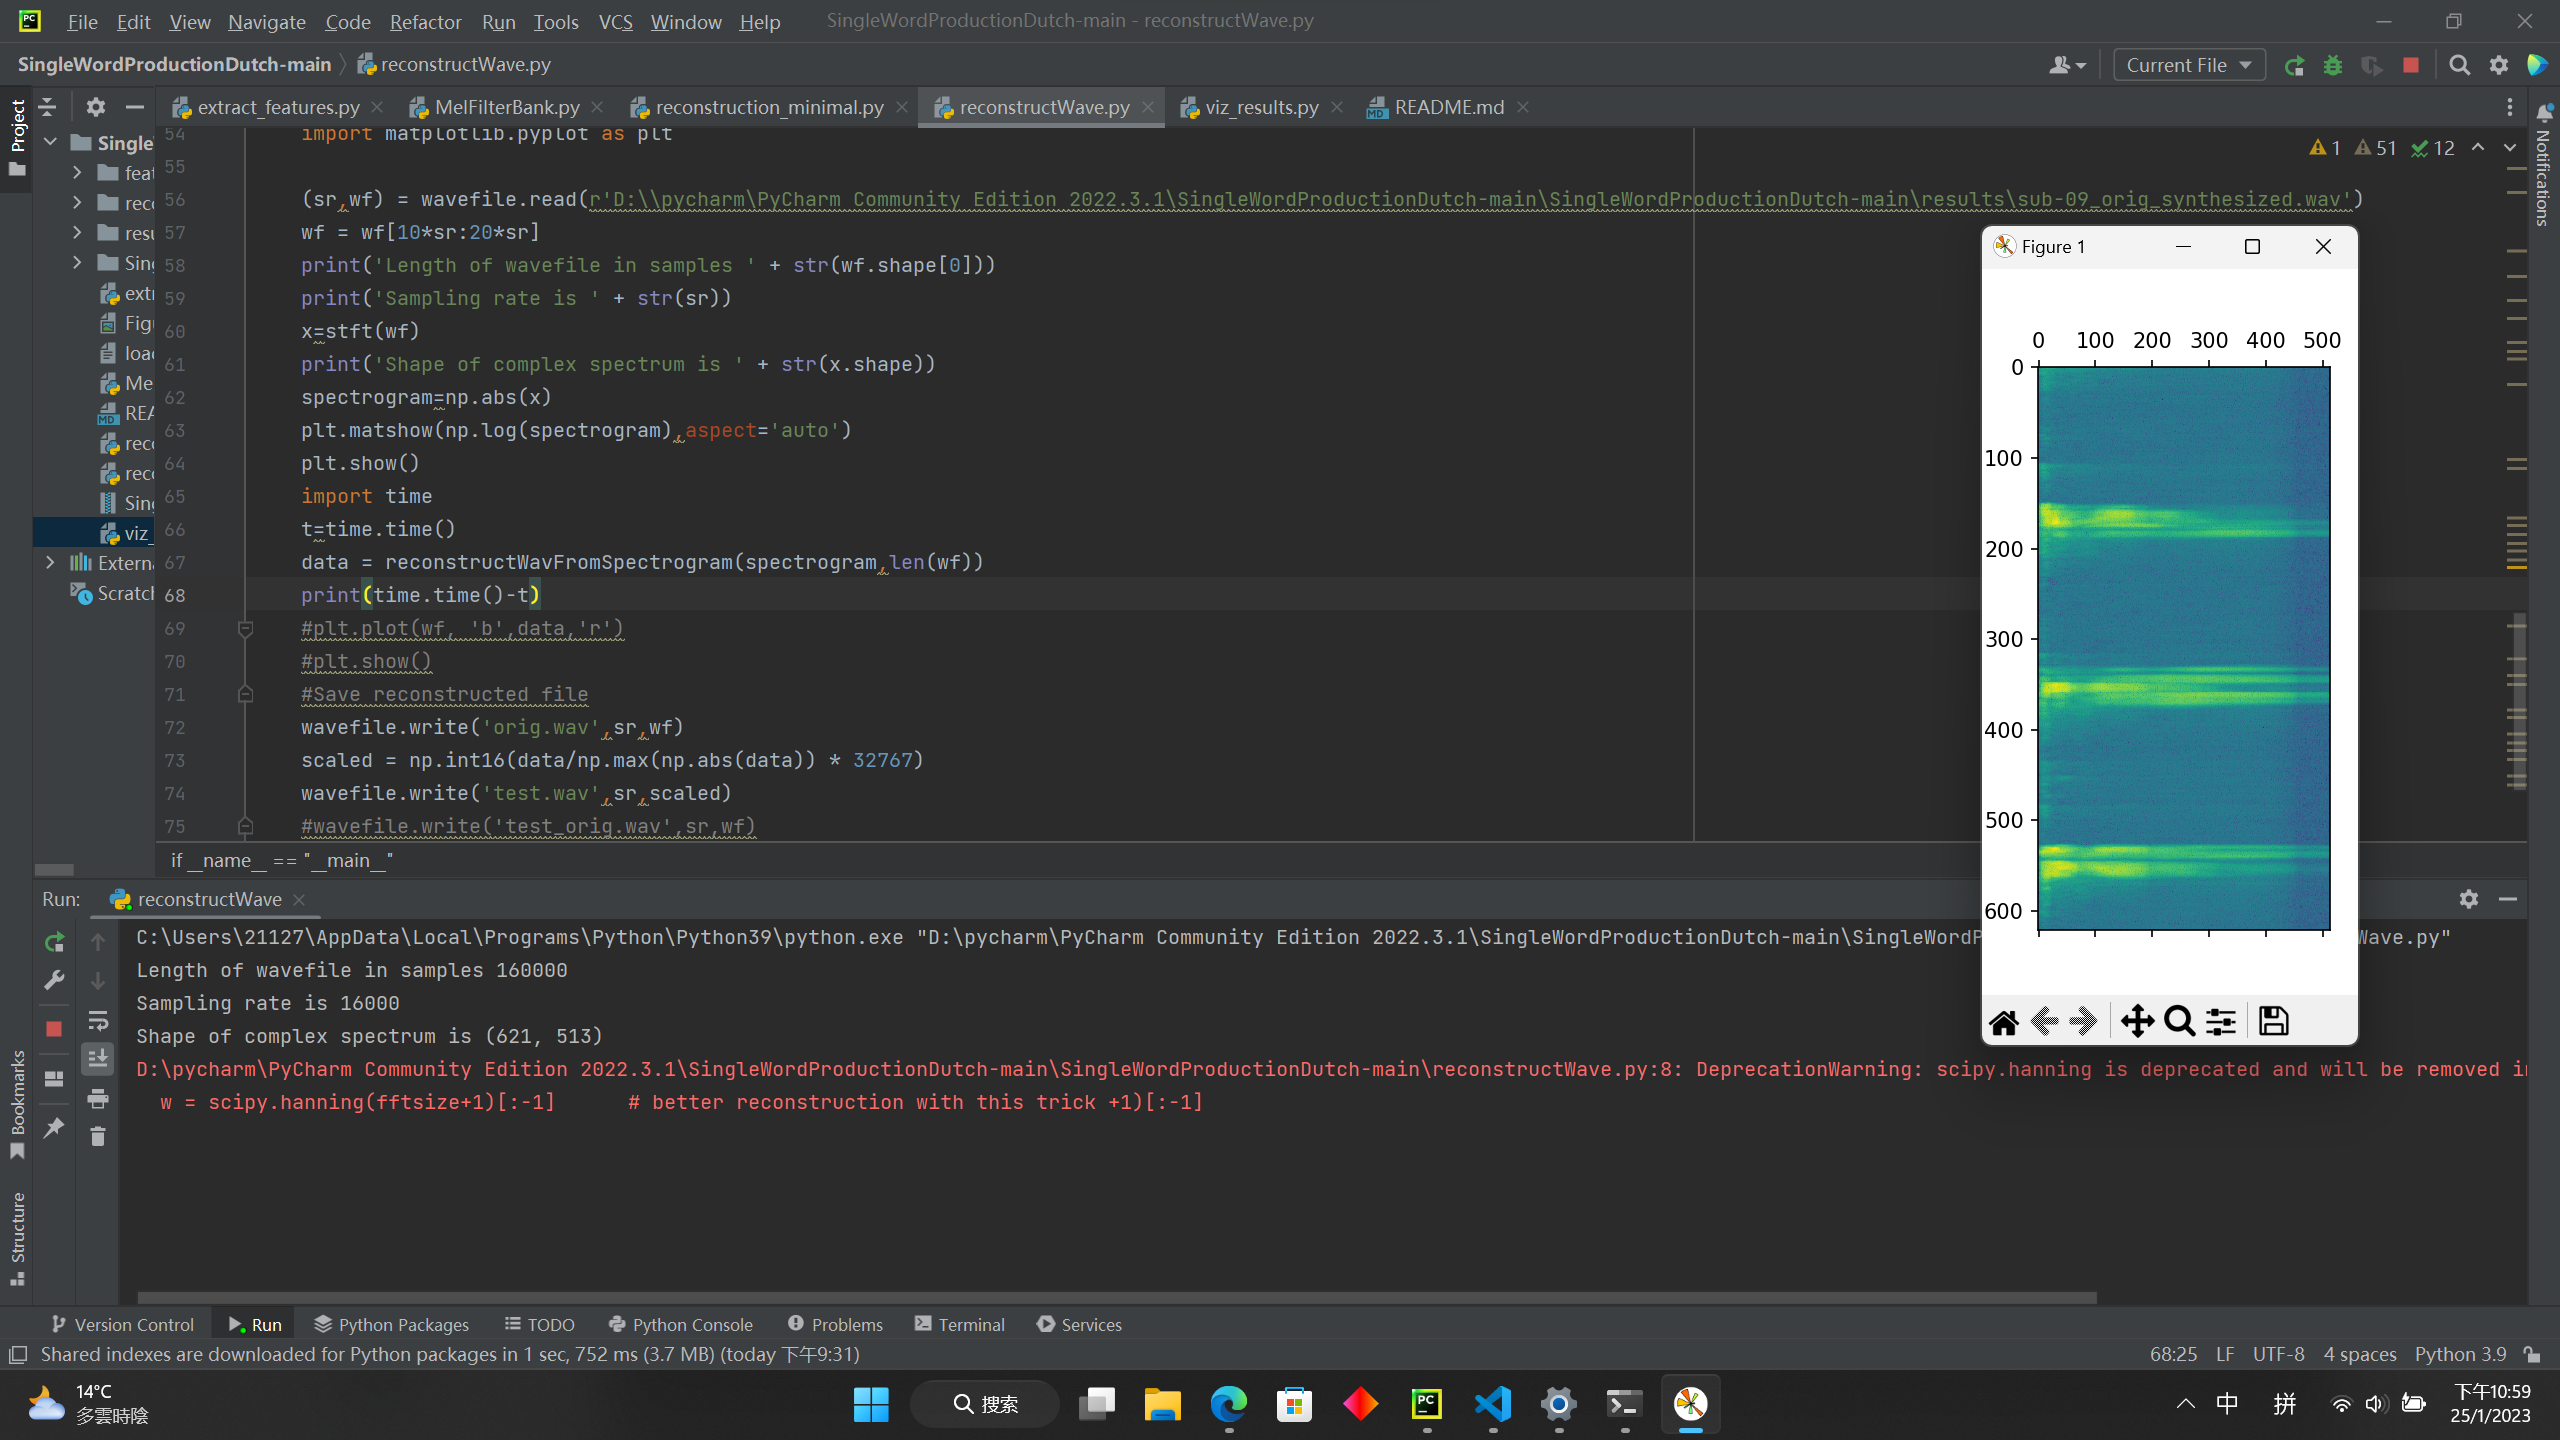 File Edit View Navigate Code Refactor Run Tools VCS Window Help SingleWordProductionDutch-main - reconstructWave.py
SingleWordProductionDutch-main reconstructWave.py Current File
Project
extract_features.py MelFilterBank.py reconstruction_minimal.py reconstructWave.py viz_results.py README.md
Single
feat
reco
resu
Sing
extr
Figu
load
Me
REA
reco
reco
Sing
viz_
Externa
Scratch
1 51 12
54 import matplotlib.pyplot as plt
55
56 (sr,wf) = wavefile.read(r'D:\\pycharm\PyCharm Community Edition 2022.3.1\SingleWordProductionDutch-main\SingleWordProductionDutch-main\results\sub-09_orig_synthesized.wav')
57 wf = wf[10*sr:20*sr]
58 print('Length of wavefile in samples ' + str(wf.shape[0]))
59 print('Sampling rate is ' + str(sr))
60 x=stft(wf)
61 print('Shape of complex spectrum is ' + str(x.shape))
62 spectrogram=np.abs(x)
63 plt.matshow(np.log(spectrogram),aspect='auto')
64 plt.show()
65 import time
66 t=time.time()
67 data = reconstructWavFromSpectrogram(spectrogram,len(wf))
68 print(time.time()-t)
69 #plt.plot(wf, 'b',data,'r')
70 #plt.show()
71 #Save reconstructed file
72 wavefile.write('orig.wav',sr,wf)
73 scaled = np.int16(data/np.max(np.abs(data)) * 32767)
74 wavefile.write('test.wav',sr,scaled)
75 #wavefile.write('test_orig.wav',sr,wf)
if __name__ == "__main__"
Notifications
Figure 1
0 100 200 300 400 500
0
100
200
300
400
500
600
Run: reconstructWave
C:\Users\21127\AppData\Local\Programs\Python\Python39\python.exe "D:\pycharm\PyCharm Community Edition 2022.3.1\SingleWordProductionDutch-main\SingleWordP Wave.py"
Length of wavefile in samples 160000
Sampling rate is 16000
Shape of complex spectrum is (621, 513)
D:\pycharm\PyCharm Community Edition 2022.3.1\SingleWordProductionDutch-main\SingleWordProductionDutch-main\reconstructWave.py:8: DeprecationWarning: scipy.hanning is deprecated and will be removed in
w = scipy.hanning(fftsize+1)[:-1] # better reconstruction with this trick +1)[:-1]
Bookmarks
Structure
Version Control Run Python Packages TODO Python Console Problems Terminal Services
Shared indexes are downloaded for Python packages in 1 sec, 752 ms (3.7 MB) (today 下午9:31) 68:25 LF UTF-8 4 spaces Python 3.9
14°C
多雲時陰
搜索
中 拼
下午10:59
25/1/2023